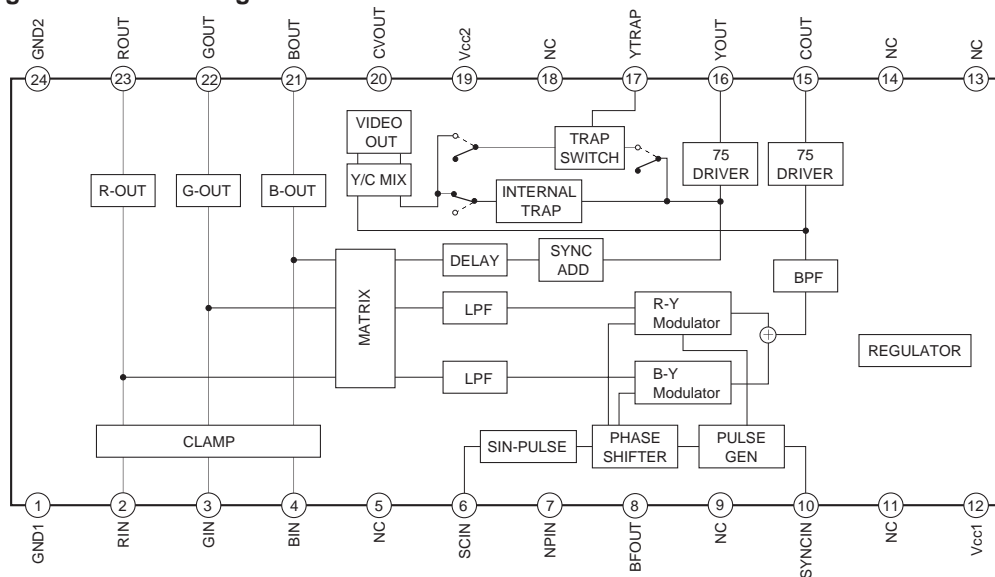 GND2
ROUT
GOUT
BOUT
CVOUT
Vcc2
NC
YTRAP
YOUT
COUT
NC
NC
24
23
22
21
20
19
18
17
16
15
14
13
VIDEO
OUT
TRAP
SWITCH
75
DRIVER
75
DRIVER
R-OUT
G-OUT
B-OUT
Y/C MIX
INTERNAL
TRAP
MATRIX
DELAY
SYNC
ADD
BPF
LPF
R-Y
Modulator
REGULATOR
LPF
B-Y
Modulator
CLAMP
SIN-PULSE
PHASE
SHIFTER
PULSE
GEN
1
2
3
4
5
6
7
8
9
10
11
12
GND1
RIN
GIN
BIN
NC
SCIN
NPIN
BFOUT
NC
SYNCIN
NC
Vcc1